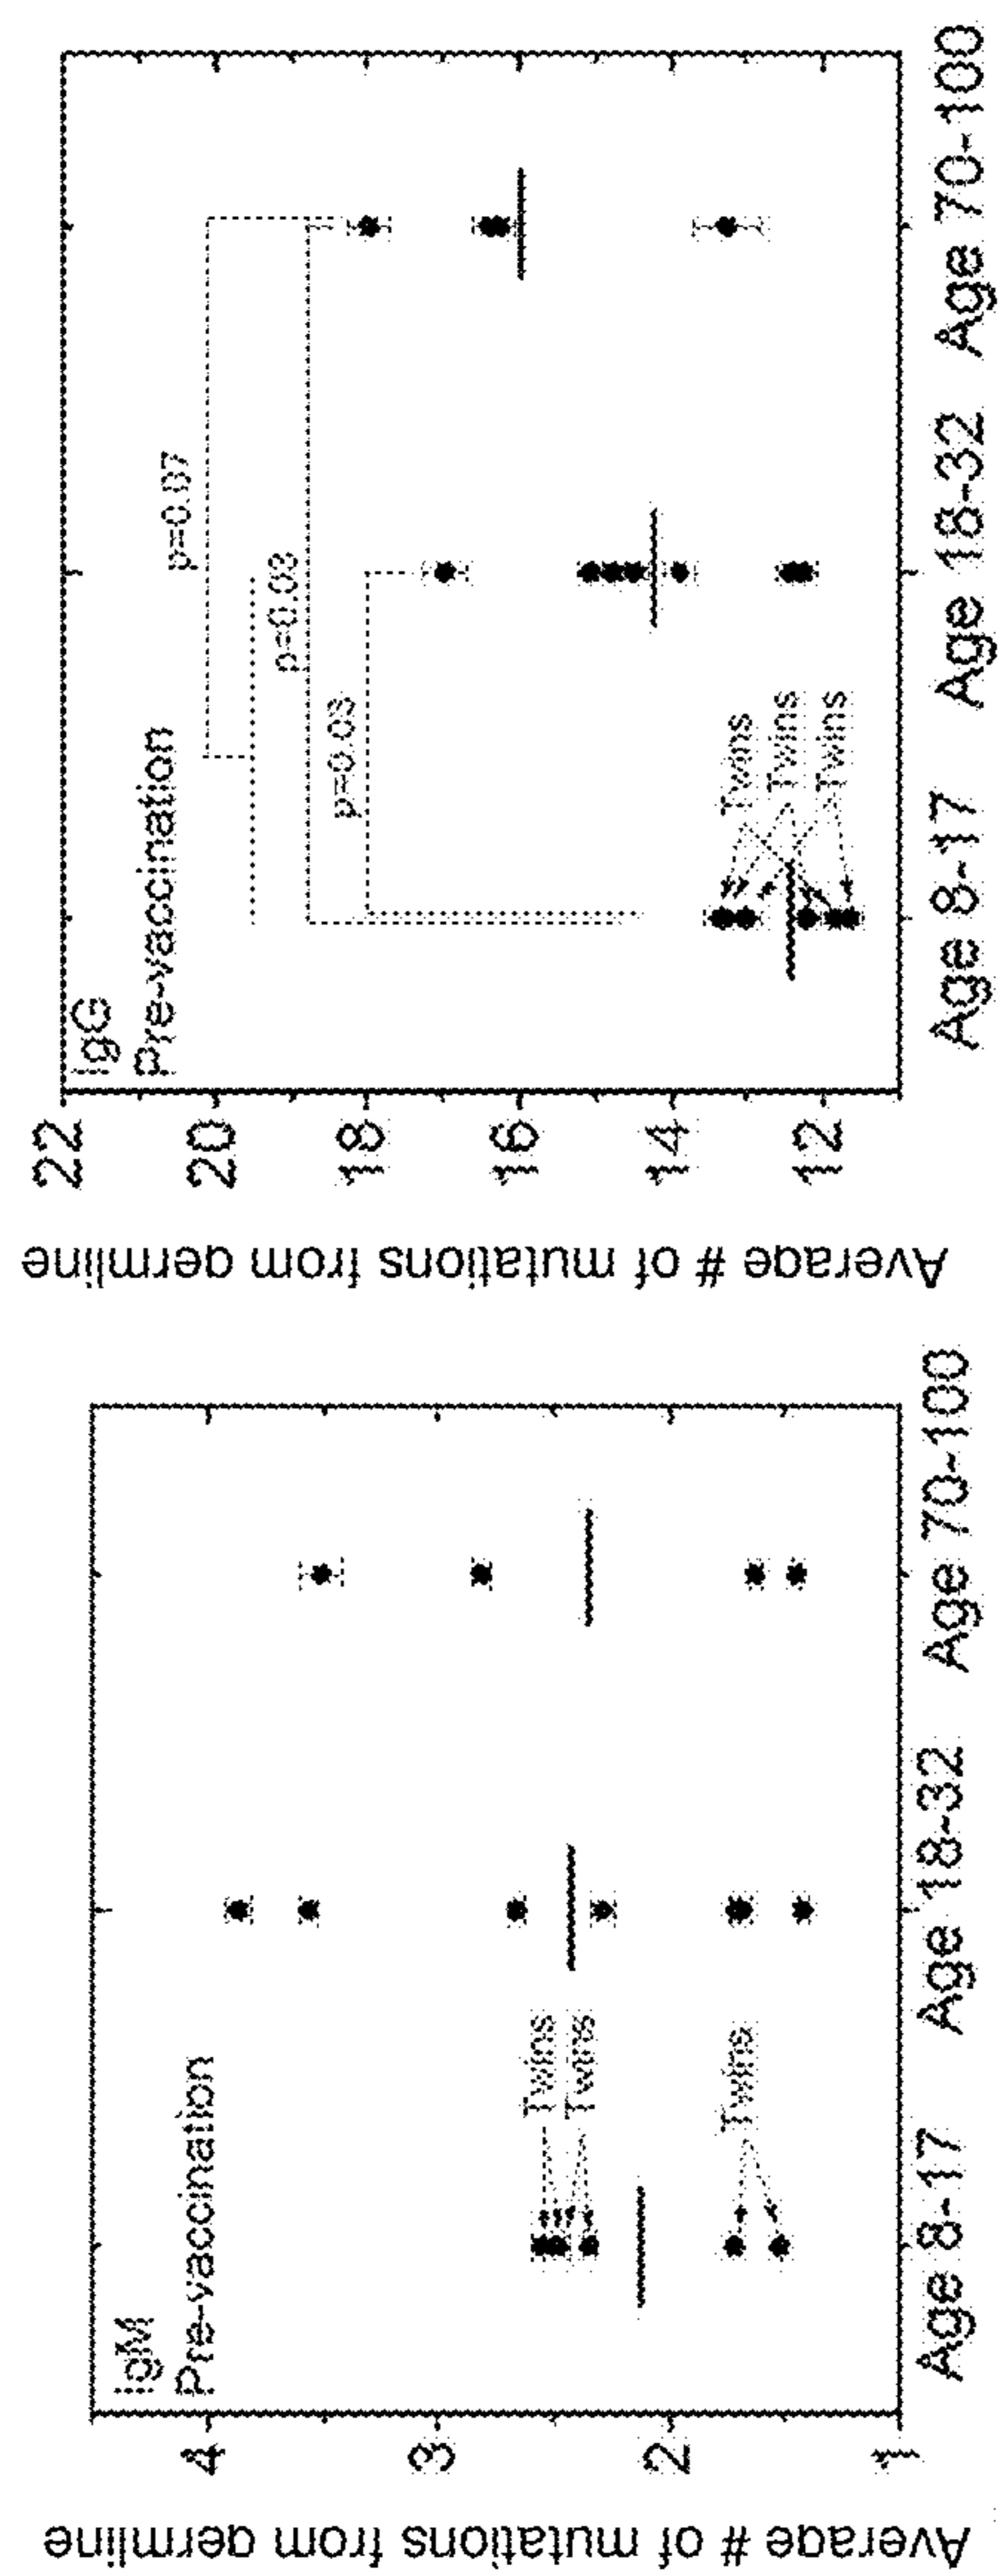 Average # of mutations from germline
IgM
Pre-vaccination
4
3
2
1
Twins
Twins
Twins
Age 8-17
Age 18-32
Age 70-100
Average # of mutations from germline
IgG
Pre-vaccination
22
20
18
16
14
12
p=0.07
p=0.03
Twins
Twins
Twins
Age 8-17
Age 18-32
Age 70-100